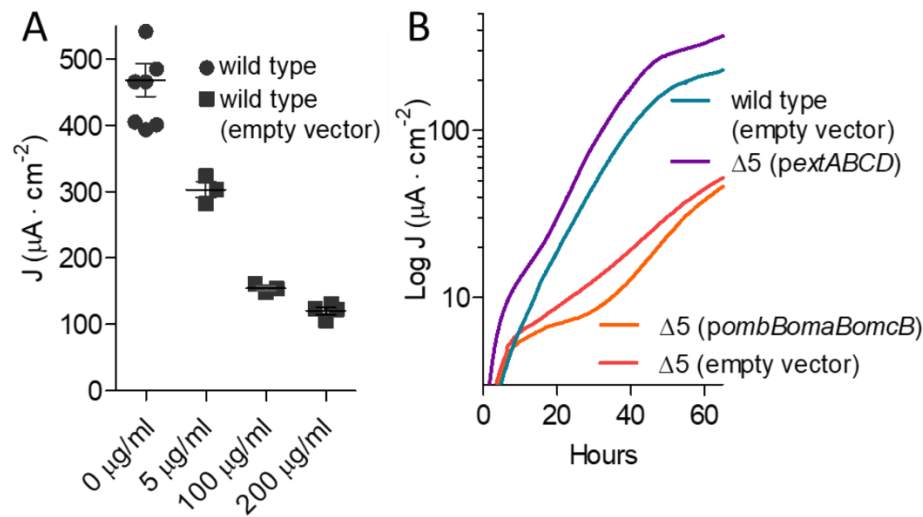 A
J (µA · cm⁻²)
500
400
300
200
100
0
wild type
wild type
(empty vector)
0 µg/ml
5 µg/ml
100 µg/ml
200 µg/ml
B
Log J (µA · cm⁻²)
100
10
wild type
(empty vector)
Δ5 (pextABCD)
Δ5 (pombBomaBomcB)
Δ5 (empty vector)
0
20
40
60
Hours